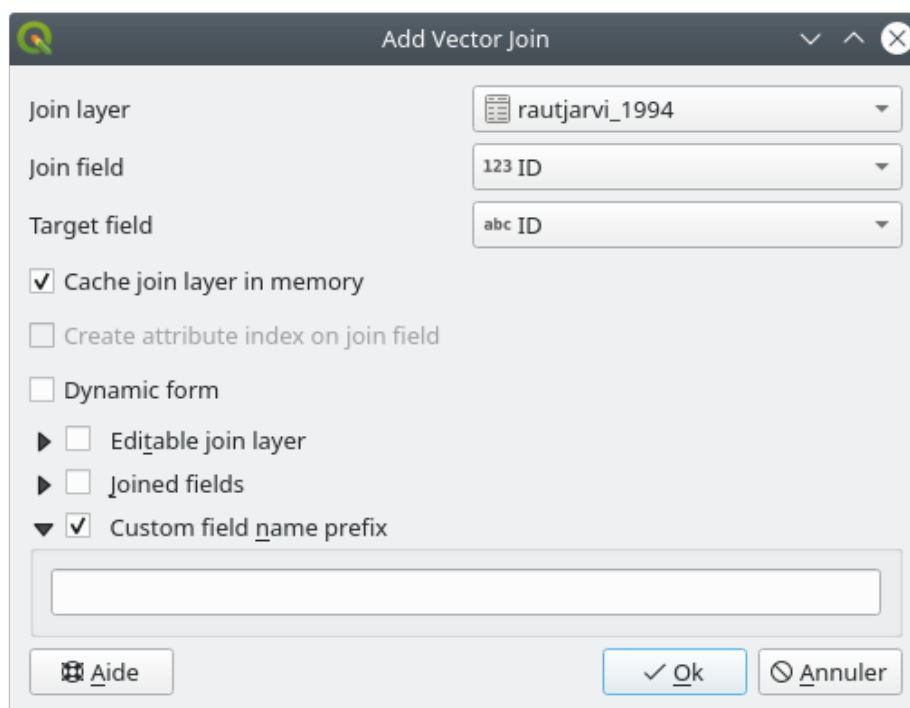 Add Vector Join
Join layer rautjarvi_1994
Join field 123 ID
Target field abc ID
Cache join layer in memory
Create attribute index on join field
Dynamic form
Editable join layer
Joined fields
Custom field name prefix
Aide Ok Annuler